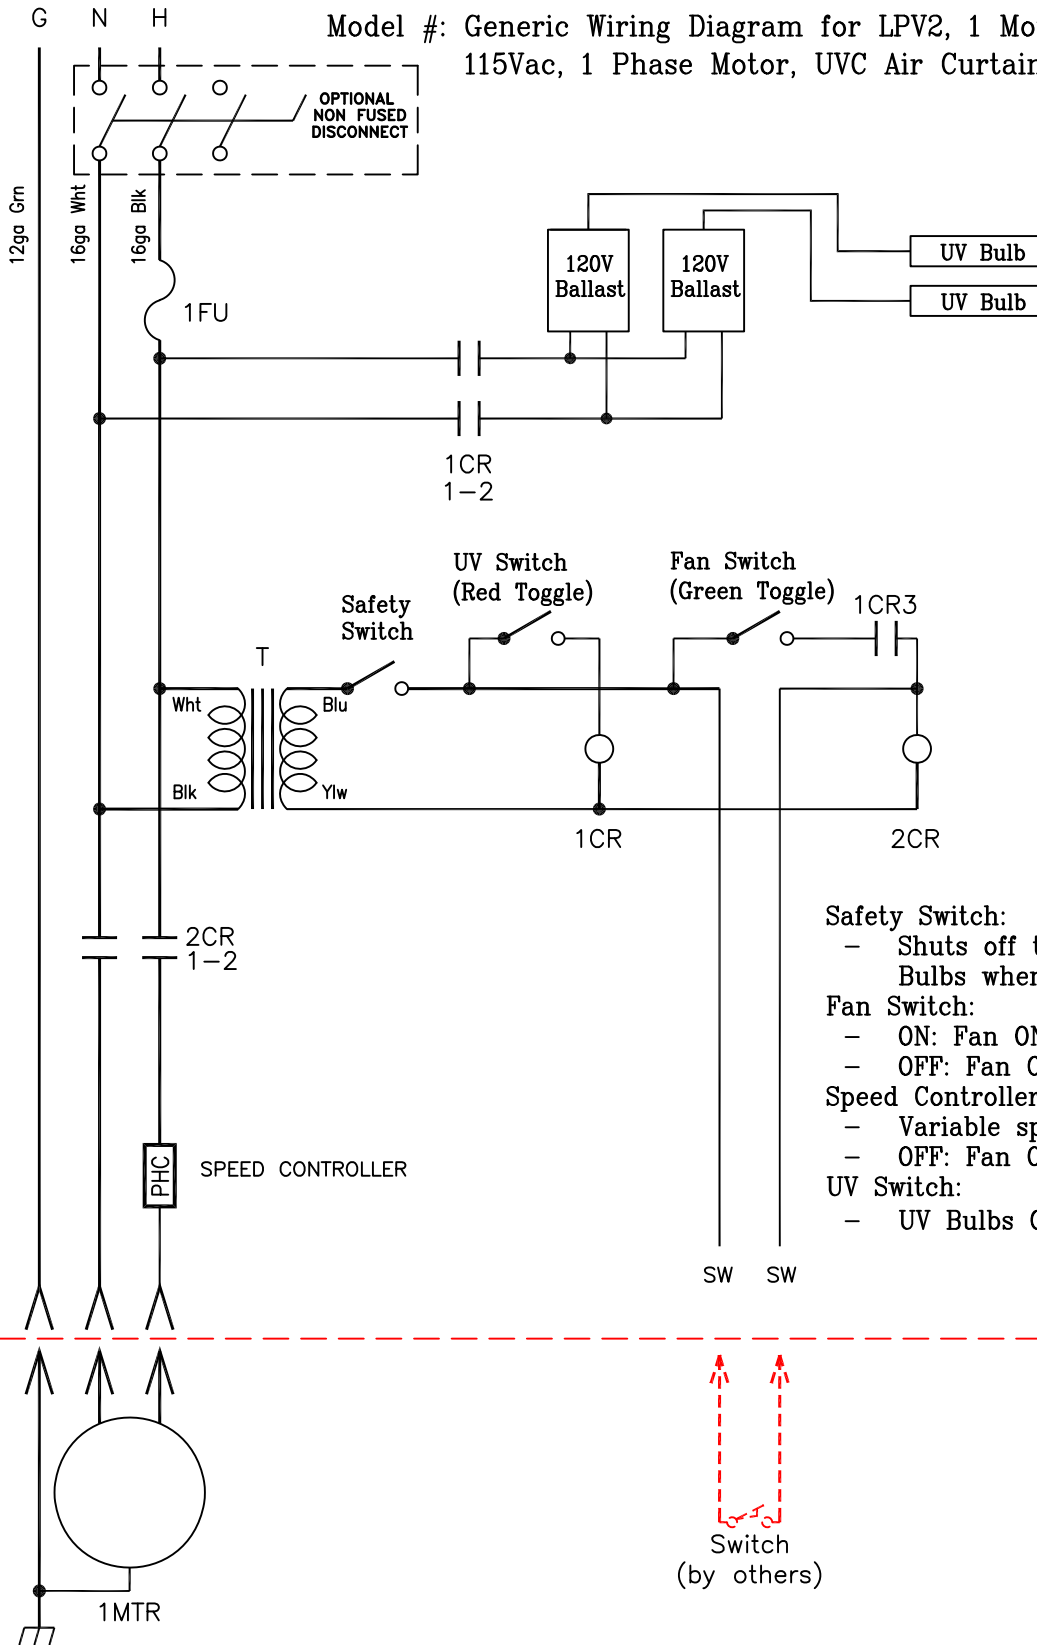 G N H
Model #: Generic Wiring Diagram for LPV2, 1
115Vac, 1 Phase Motor, UVC Air
OPTIONAL
NON FUSED
DISCONNECT
12ga Grn
16ga Wht
16ga Blk
1FU
120V
Ballast
120V
Ballast
UV Bulb
UV Bulb
1CR
1-2
UV Switch
(Red Toggle)
Fan Switch
(Green Toggle)
1CR3
Safety
Switch
T
Wht
Blu
Blk
Ylw
1CR
2CR
2CR
1-2
Safety Switch:
- Shuts off
Bulbs
Fan Switch:
- ON: Fan
- OFF: Fan
Speed Controller
- Variable
- OFF: Fan
UV Switch:
- UV Bulbs
PHC
SPEED CONTROLLER
SW SW
Switch
(by others)
1MTR